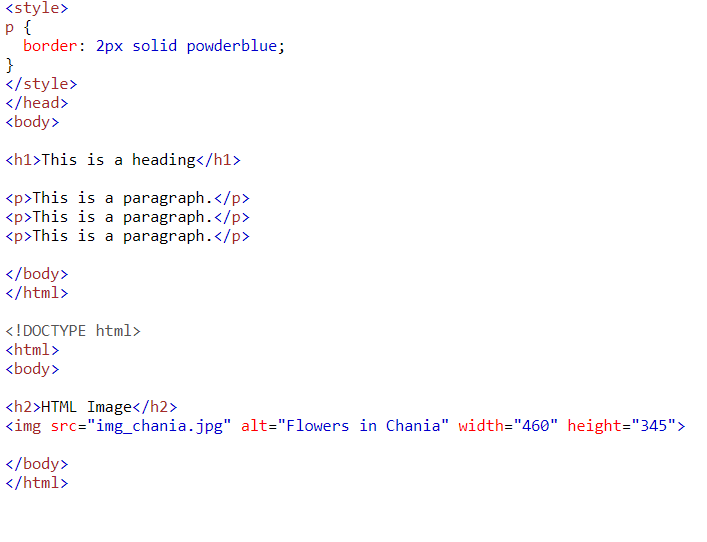 <style>
p {
  border: 2px solid powderblue;
}
</style>
</head>
<body>

<h1>This is a heading</h1>

<p>This is a paragraph.</p>
<p>This is a paragraph.</p>
<p>This is a paragraph.</p>

</body>
</html>

<!DOCTYPE html>
<html>
<body>

<h2>HTML Image</h2>
<img src="img_chania.jpg" alt="Flowers in Chania" width="460" height="345">

</body>
</html>